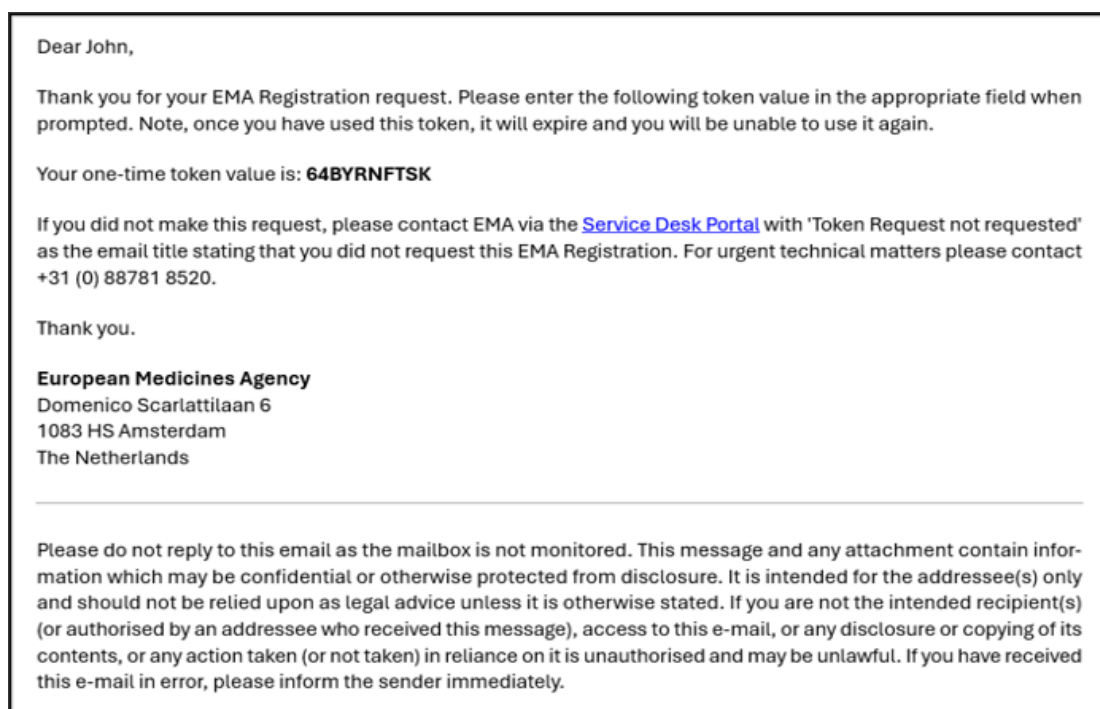 Dear John,
Thank you for your EMA Registration request. Please enter the following token value in the appropriate field when
prompted. Note, once you have used this token, it will expire and you will be unable to use it again.
Your one-time token value is: 64BYRNFTSK
If you did not make this request, please contact EMA via the Service Desk Portal with 'Token Request not requested'
as the email title stating that you did not request this EMA Registration. For urgent technical matters please contact
+31 (0) 88781 8520.
Thank you.
European Medicines Agency
Domenico Scarlattilaan 6
1083 HS Amsterdam
The Netherlands
Please do not reply to this email as the mailbox is not monitored. This message and any attachment contain infor-
mation which may be confidential or otherwise protected from disclosure. It is intended for the addressee(s) only
and should not be relied upon as legal advice unless it is otherwise stated. If you are not the intended recipient(s)
(or authorised by an addressee who received this message), access to this e-mail, or any disclosure or copying of its
contents, or any action taken (or not taken) in reliance on it is unauthorised and may be unlawful. If you have received
this e-mail in error, please inform the sender immediately.